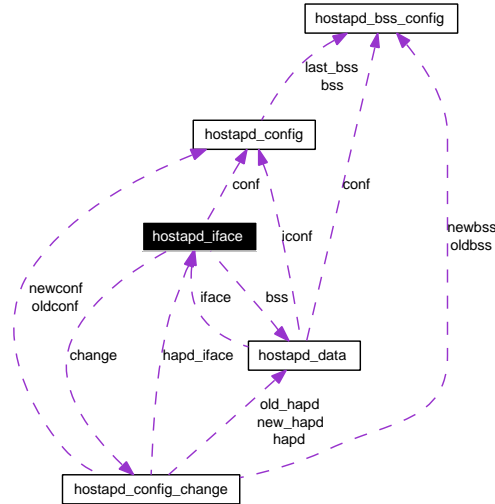 hostapd_bss_config
last_bss
bss
hostapd_config
conf
conf
hostapd_iface
iconf
newbss
oldbss
newconf
oldconf
iface
bss
change
hapd_iface
hostapd_data
old_hapd
new_hapd
hapd
hostapd_config_change